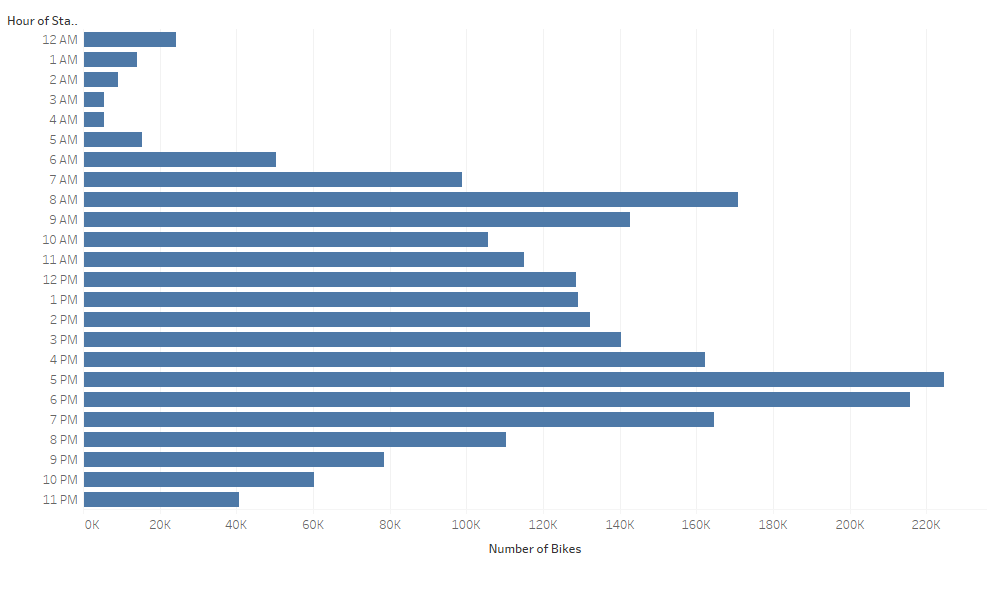 Hour of Sta..
12 AM
1 AM
2 AM
3 AM
4 AM
5 AM
6 AM
7 AM
8 AM
9 AM
10 AM
11 AM
12 PM
1 PM
2 PM
3 PM
4 PM
5 PM
6 PM
7 PM
8 PM
9 PM
10 PM
11 PM
0K 20K 40K 60K 80K 100K 120K 140K 160K 180K 200K 220K
Number of Bikes